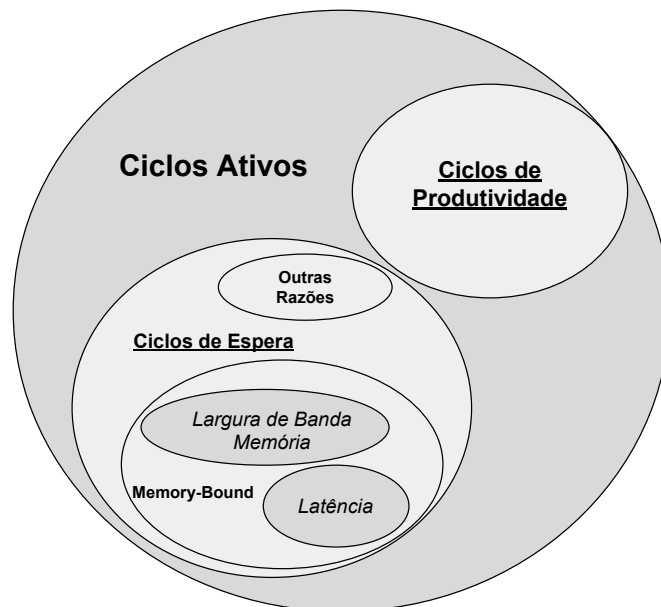 Ciclos Ativos
Ciclos de
Produtividade
Outras
Razões
Ciclos de Espera
Largura de Banda
Memória
Memory-Bound
Latência